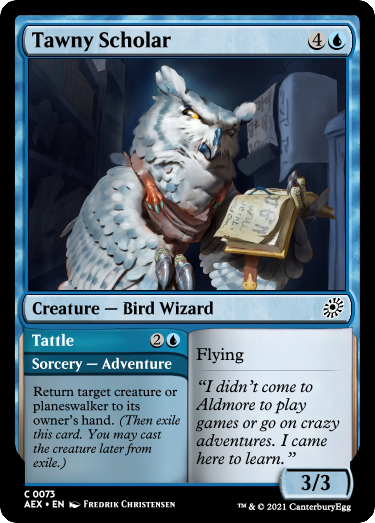 Tawny Scholar 4
Creature — Bird Wizard
Tattle 2
Sorcery — Adventure
Return target creature or
planeswalker to its
owner's hand. (Then exile
this card. You may cast
the creature later from
exile.)
Flying
“I didn't come to
Aldmore to play
games or go on crazy
adventures. I came
here to learn.”
3/3
C 0073
AEX • EN Fredrik Christensen
™ & © 2021 CanterburyEgg